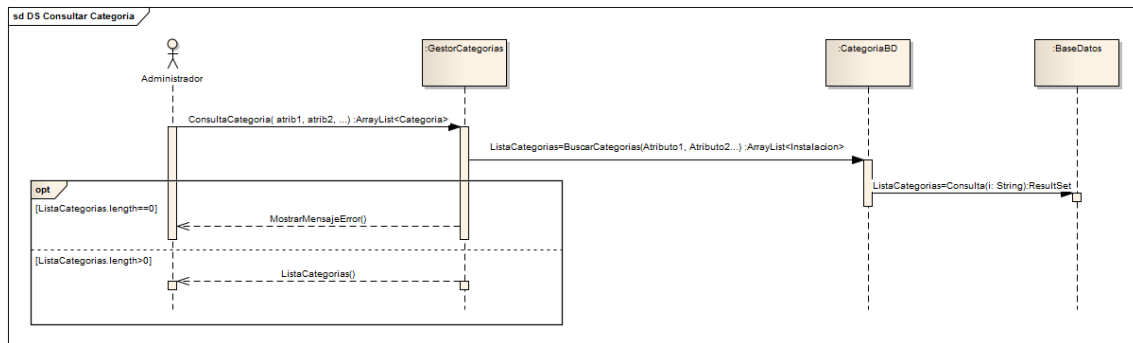 sd DS Consultar Categoria
:GestorCategorias
:CategoriaBD
:BaseDatos
Administrador
ConsultaCategoria( atrib1, atrib2, ...) :ArrayList<Categoria>
ListaCategorias=BuscarCategorias(Atributo1, Atributo2...) :ArrayList<Instalacion>
ListaCategorias=Consulta(i: String):ResultSet
opt
[ListaCategorias.length==0]
MostrarMensajeError()
[ListaCategorias.length>0]
ListaCategorias()